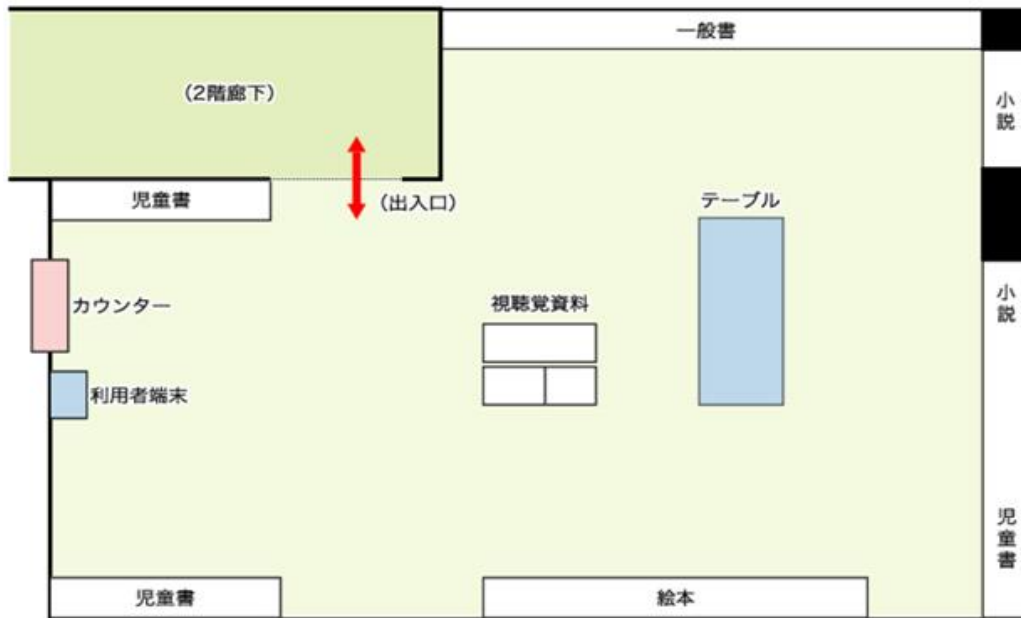 一般書
(2階廊下)
小説
児童書
(出入口)
テーブル
カウンター
視聴覚資料
小説
利用者端末
児童書
児童書
絵本